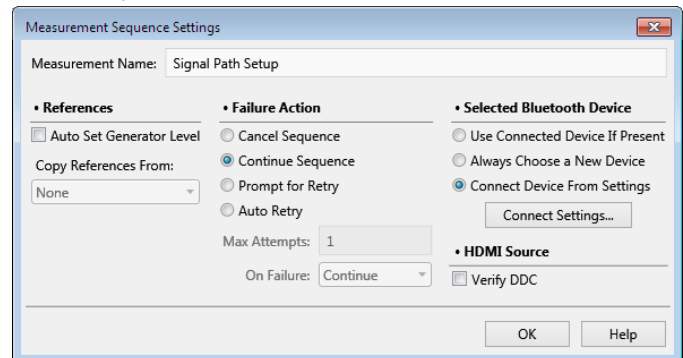 Measurement Sequence Settings
Measurement Name: Signal Path Setup
• References
Auto Set Generator Level
Copy References From:
None
• Failure Action
Cancel Sequence
Continue Sequence
Prompt for Retry
Auto Retry
Max Attempts: 1
On Failure: Continue
• Selected Bluetooth Device
Use Connected Device If Present
Always Choose a New Device
Connect Device From Settings
Connect Settings...
• HDMI Source
Verify DDC
OK Help